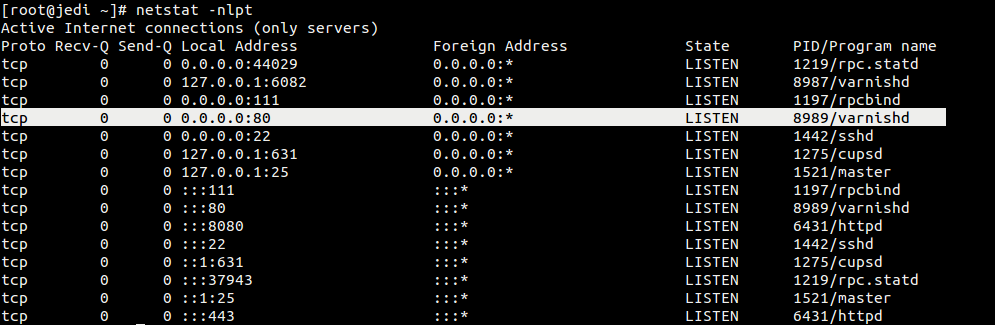 [root@jedi ~]# netstat -nlpt
Active Internet connections (only servers)
Proto Recv-Q Send-Q Local Address               Foreign Address             State       PID/Program name
tcp        0      0 0.0.0.0:44029               0.0.0.0:*                   LISTEN      1219/rpc.statd
tcp        0      0 127.0.0.1:6082              0.0.0.0:*                   LISTEN      8987/varnishd
tcp        0      0 0.0.0.0:111                 0.0.0.0:*                   LISTEN      1197/rpcbind
tcp        0      0 0.0.0.0:80                  0.0.0.0:*                   LISTEN      8989/varnishd
tcp        0      0 0.0.0.0:22                  0.0.0.0:*                   LISTEN      1442/sshd
tcp        0      0 127.0.0.1:631               0.0.0.0:*                   LISTEN      1275/cupsd
tcp        0      0 127.0.0.1:25                0.0.0.0:*                   LISTEN      1521/master
tcp        0      0 :::111                      :::*                        LISTEN      1197/rpcbind
tcp        0      0 :::80                       :::*                        LISTEN      8989/varnishd
tcp        0      0 :::8080                     :::*                        LISTEN      6431/httpd
tcp        0      0 :::22                       :::*                        LISTEN      1442/sshd
tcp        0      0 ::1:631                     :::*                        LISTEN      1275/cupsd
tcp        0      0 :::37943                    :::*                        LISTEN      1219/rpc.statd
tcp        0      0 ::1:25                      :::*                        LISTEN      1521/master
tcp        0      0 :::443                      :::*                        LISTEN      6431/httpd